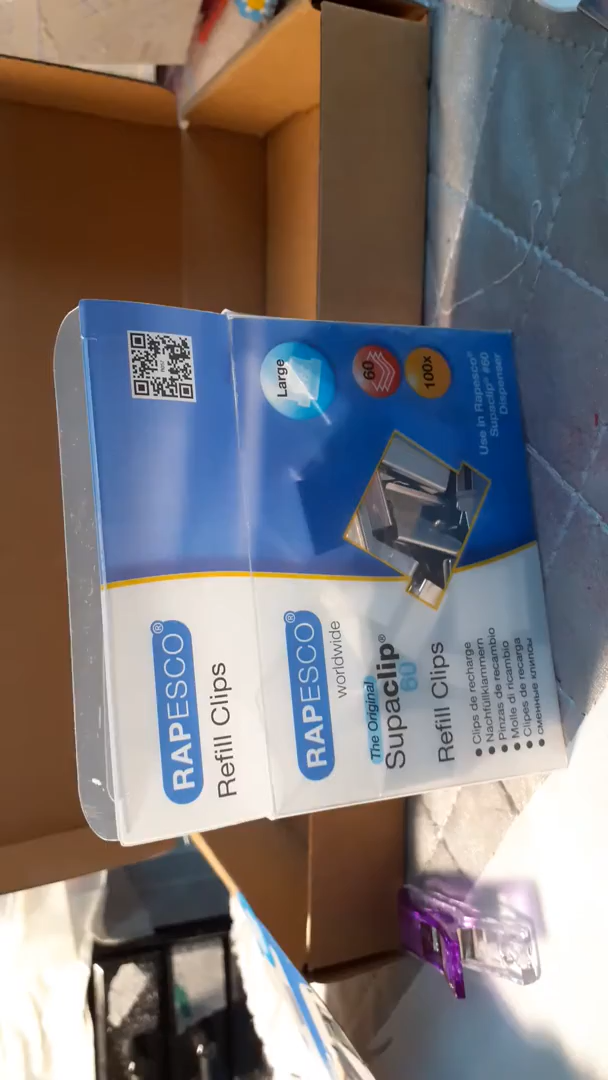 RAPESCO®
Refill Clips
RAPESCO®
worldwide
The Original
Supaclip®
60
Refill Clips
• Clips de recharge
• Nachfüllklammern
• Pinzas de recambio
• Molle di ricambio
• Clipes de recarga
• сменные клипсы
Large
60
100x
Use in Rapesco®
Supaclip® #60
Dispenser